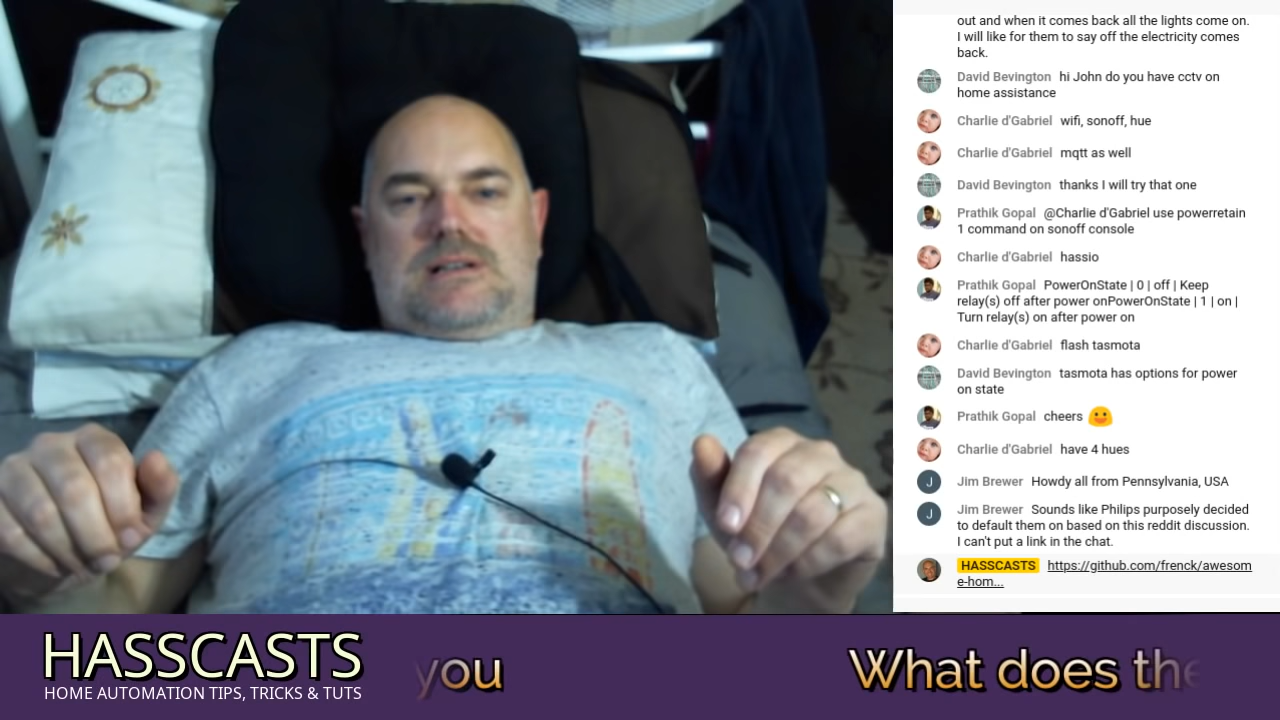 out and when it comes back all the lights come on.
I will like for them to say off the electricity comes
back.
David Bevington hi John do you have cctv on
home assistance
Charlie d'Gabriel wifi, sonoff, hue
Charlie d'Gabriel mqtt as well
David Bevington thanks I will try that one
Prathik Gopal @Charlie d'Gabriel use powerretain
1 command on sonoff console
Charlie d'Gabriel hassio
Prathik Gopal PowerOnState | 0 | off | Keep
relay(s) off after power onPowerOnState | 1 | on |
Turn relay(s) on after power on
Charlie d'Gabriel flash tasmota
David Bevington tasmota has options for power
on state
Prathik Gopal cheers
Charlie d'Gabriel have 4 hues
J Jim Brewer Howdy all from Pennsylvania, USA
J Jim Brewer Sounds like Philips purposely decided
to default them on based on this reddit discussion.
I can't put a link in the chat.
HASSCASTS https://github.com/frenck/awesom
e-hom...
HASSCASTS
HOME AUTOMATION TIPS, TRICKS & TUTS
you What does the